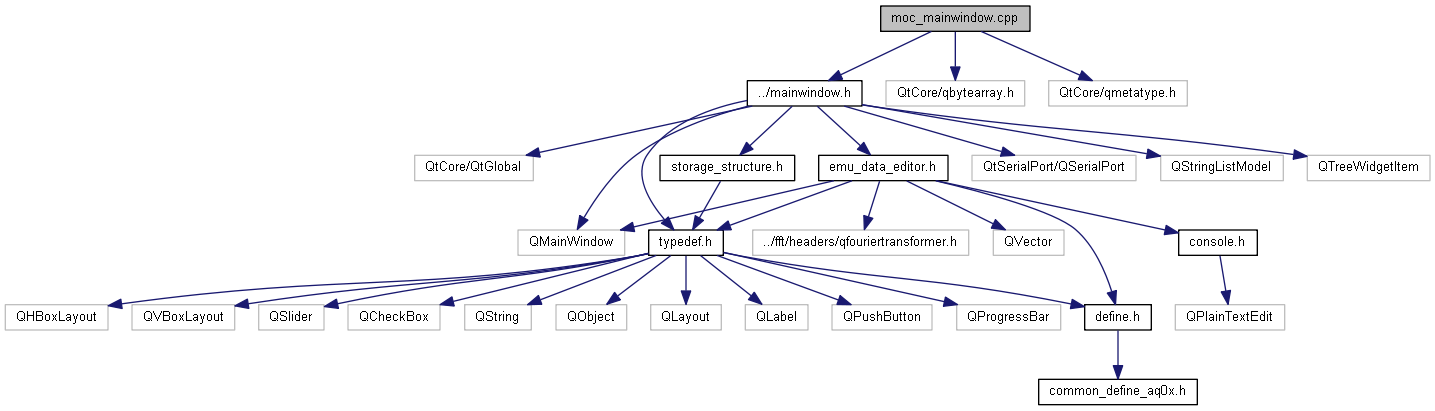 moc_mainwindow.cpp
../mainwindow.h
QtCore/qbytearray.h
QtCore/qmetatype.h
QtCore/QtGlobal
storage_structure.h
emu_data_editor.h
QtSerialPort/QSerialPort
QStringListModel
QTreeWidgetItem
QMainWindow
typedef.h
../fft/headers/qfouriertransformer.h
QVector
console.h
QHBoxLayout
QVBoxLayout
QSlider
QCheckBox
QString
QObject
QLayout
QLabel
QPushButton
QProgressBar
define.h
QPlainTextEdit
common_define_aq0x.h